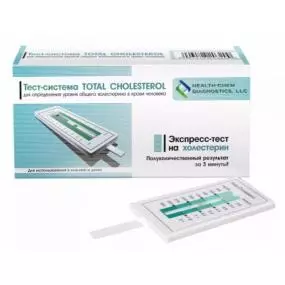 Тест-система TOTAL CHOLESTEROL
для определения уровня общего холестерина в крови человека
HEALTH-CHEM
DIAGNOSTICS, LLC
Экспресс-тест
на холестерин
Полуколичественный результат
за 3 минуты!